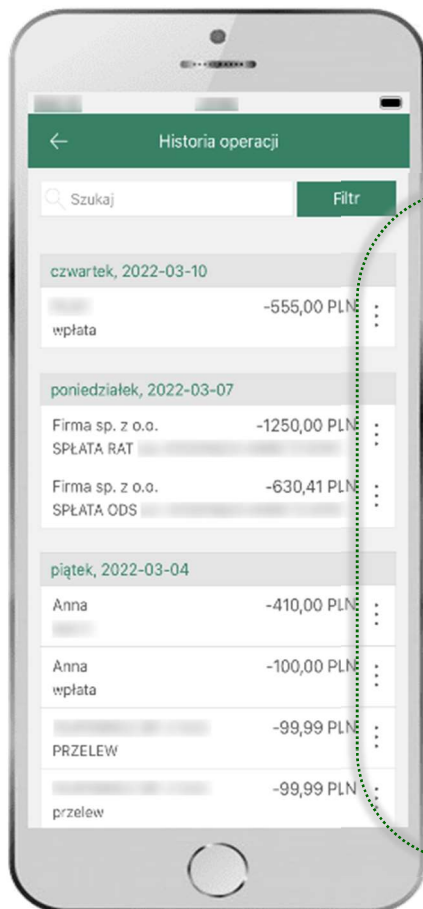 Historia operacji
Szukaj
Filtr
czwartek, 2022-03-10
-555,00 PLN
wpłata
poniedziałek, 2022-03-07
Firma sp. z o.o. -1250,00 PLN
SPŁATA RAT
Firma sp. z o.o. -630,41 PLN
SPŁATA ODS
piątek, 2022-03-04
Anna -410,00 PLN
Anna -100,00 PLN
wpłata
-99,99 PLN
PRZELEW
-99,99 PLN
przelew